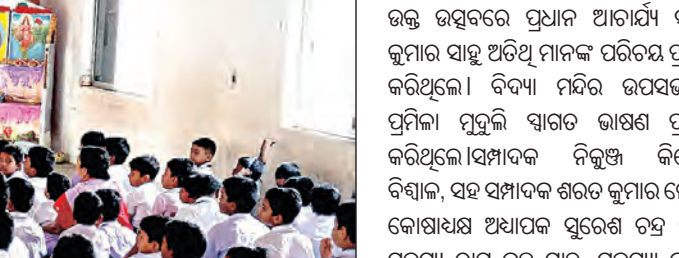 ଉକ୍ତ ଉତ୍ସବରେ ପ୍ରଧାନ ଆଚାର୍ଯ୍ୟ
କୁମାର ସାହୁ ଅତିଥି ମାନଙ୍କ ପରିଚୟ
କରିଥିଲେ। ବିଦ୍ୟା ମନ୍ଦିର
ପ୍ରମିଳା ମୁଦୁଲି ସ୍ୱାଗତ ଭାଷଣ
କରିଥିଲେ।ସମ୍ପାଦକ ନିକୁଞ୍ଜ
ବିଶ୍ୱାଳ, ସହ ସମ୍ପାଦକ ଶରତ କୁମାର
କୋଷାଧ୍ୟକ୍ଷ ଅଧ୍ୟାପକ ସୁରେଶ ଚନ୍ଦ୍ର